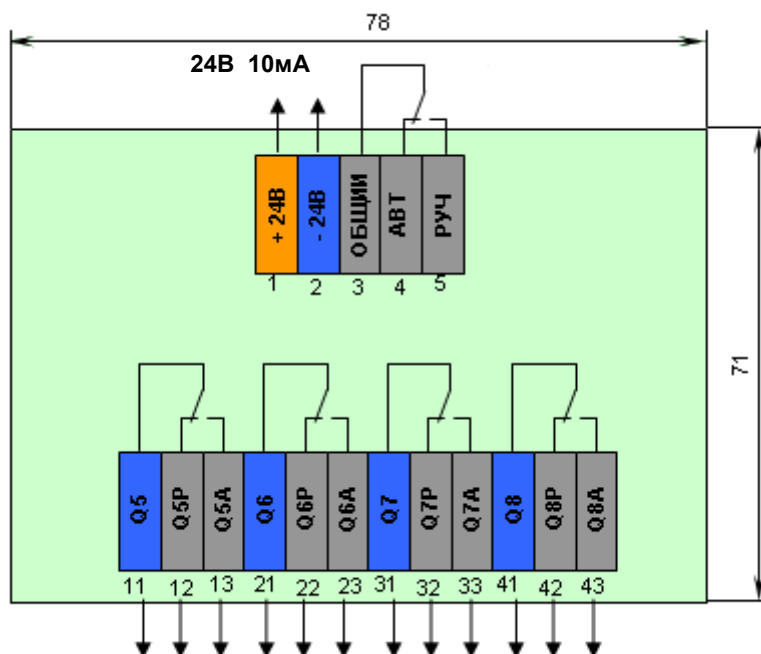 78
24В 10мА
+ 24В
- 24В
ОБЩИИ
АВТ
РУЧ
1 2 3 4 5
71
Q5
Q5Р
Q5А
Q6
Q6Р
Q6А
Q7
Q7Р
Q7А
Q8
Q8Р
Q8А
11 12 13 21 22 23 31 32 33 41 42 43